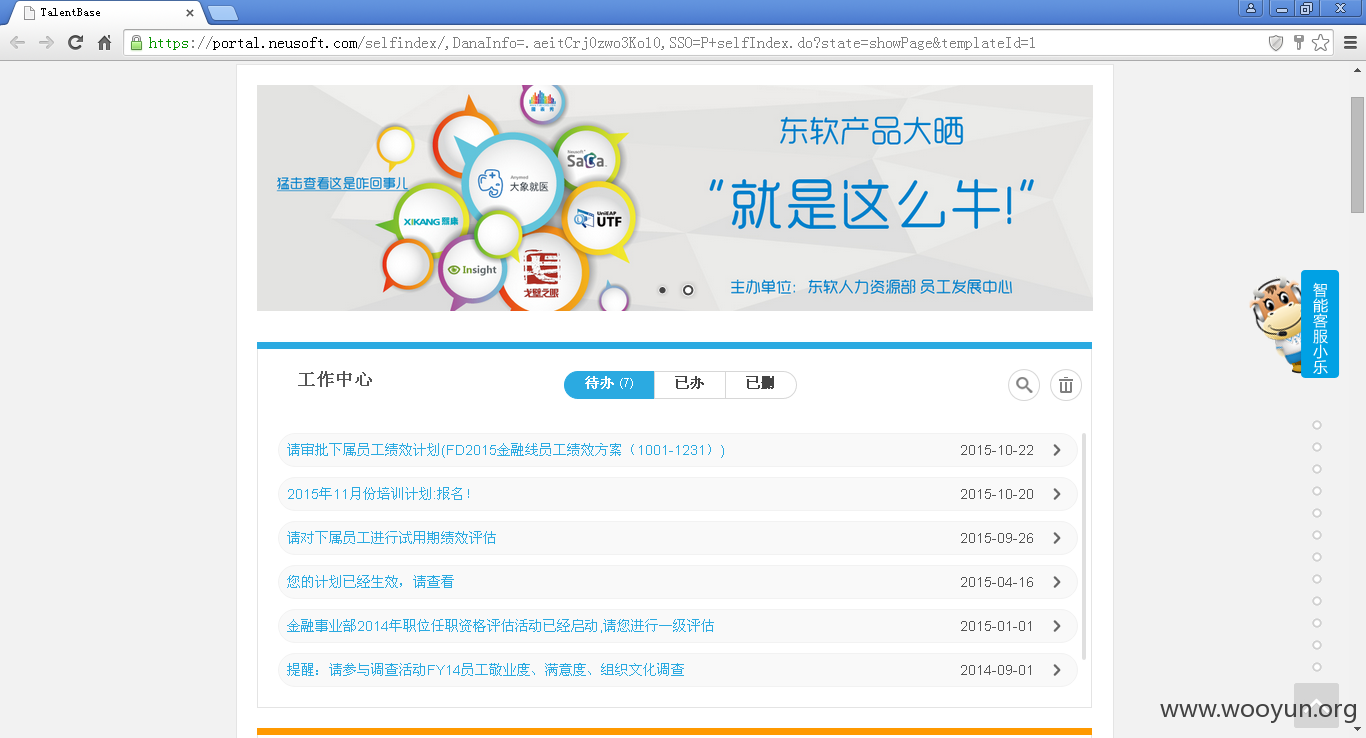 TalentBase
https://portal.neusoft.com/selfindex/,DanaInfo=.aeitCrj0zwo3Ko10,SSO=P+selfIndex.do?state=showPage&templateId=1
东软产品大晒
“就是这么牛!”
主办单位：东软人力资源部 员工发展中心
猛击查看这是咋回事儿
Neusoft
SaCa
Anymed
大象就医
UniEAP
UTF
XIKANG 熙康
Insight
戈壁之眼
智能客服小乐
工作中心
待办 (7)
已办
已删
请审批下属员工绩效计划(FD2015金融线员工绩效方案（1001-1231）) 2015-10-22
2015年11月份培训计划:报名! 2015-10-20
请对下属员工进行试用期绩效评估 2015-09-26
您的计划已经生效，请查看 2015-04-16
金融事业部2014年职位任职资格评估活动已经启动,请您进行一级评估 2015-01-01
提醒：请参与调查活动FY14员工敬业度、满意度、组织文化调查 2014-09-01
www.wooyun.org